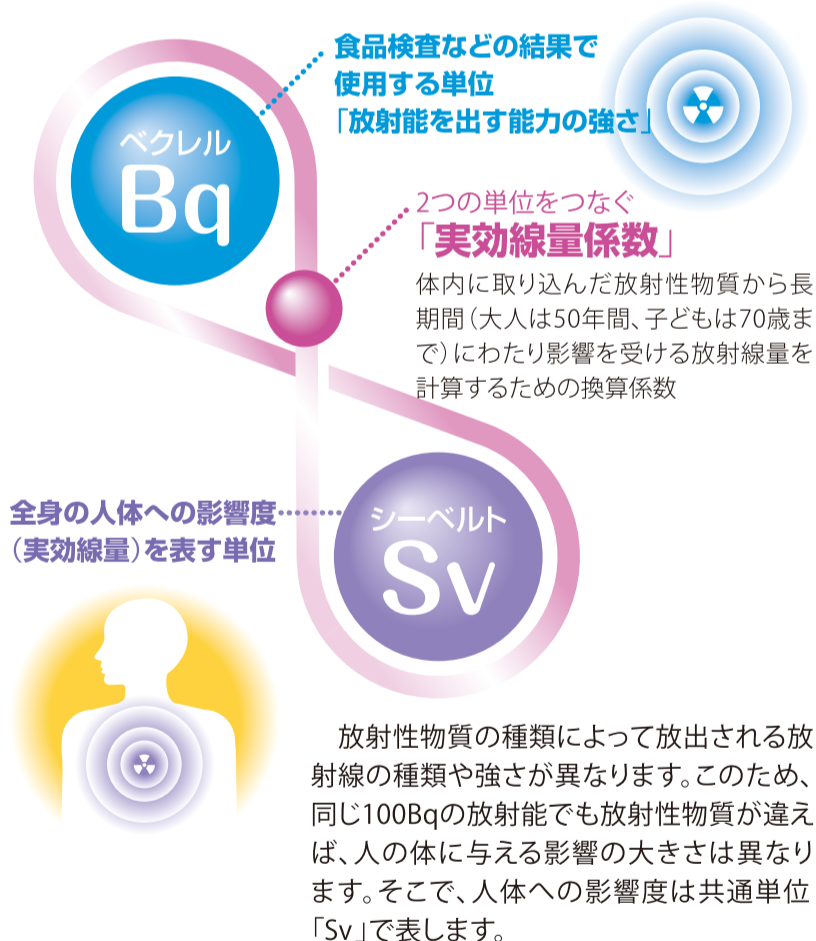 食品検査などの結果で
使用する単位
「放射能を出す能力の強さ」
ベクレル
Bq
2つの単位をつなぐ
「実効線量係数」
体内に取り込んだ放射性物質から長
期間(大人は50年間、子どもは70歳ま
で)にわたり影響を受ける放射線量を
計算するための換算係数
全身の人体への影響度
(実効線量)を表す単位
シーベルト
Sv
放射性物質の種類によって放出される放
射線の種類や強さが異なります。このため、
同じ100Bqの放射能でも放射性物質が違え
ば、人の体に与える影響の大きさは異なり
ます。そこで、人体への影響度は共通単位
「Sv」で表します。